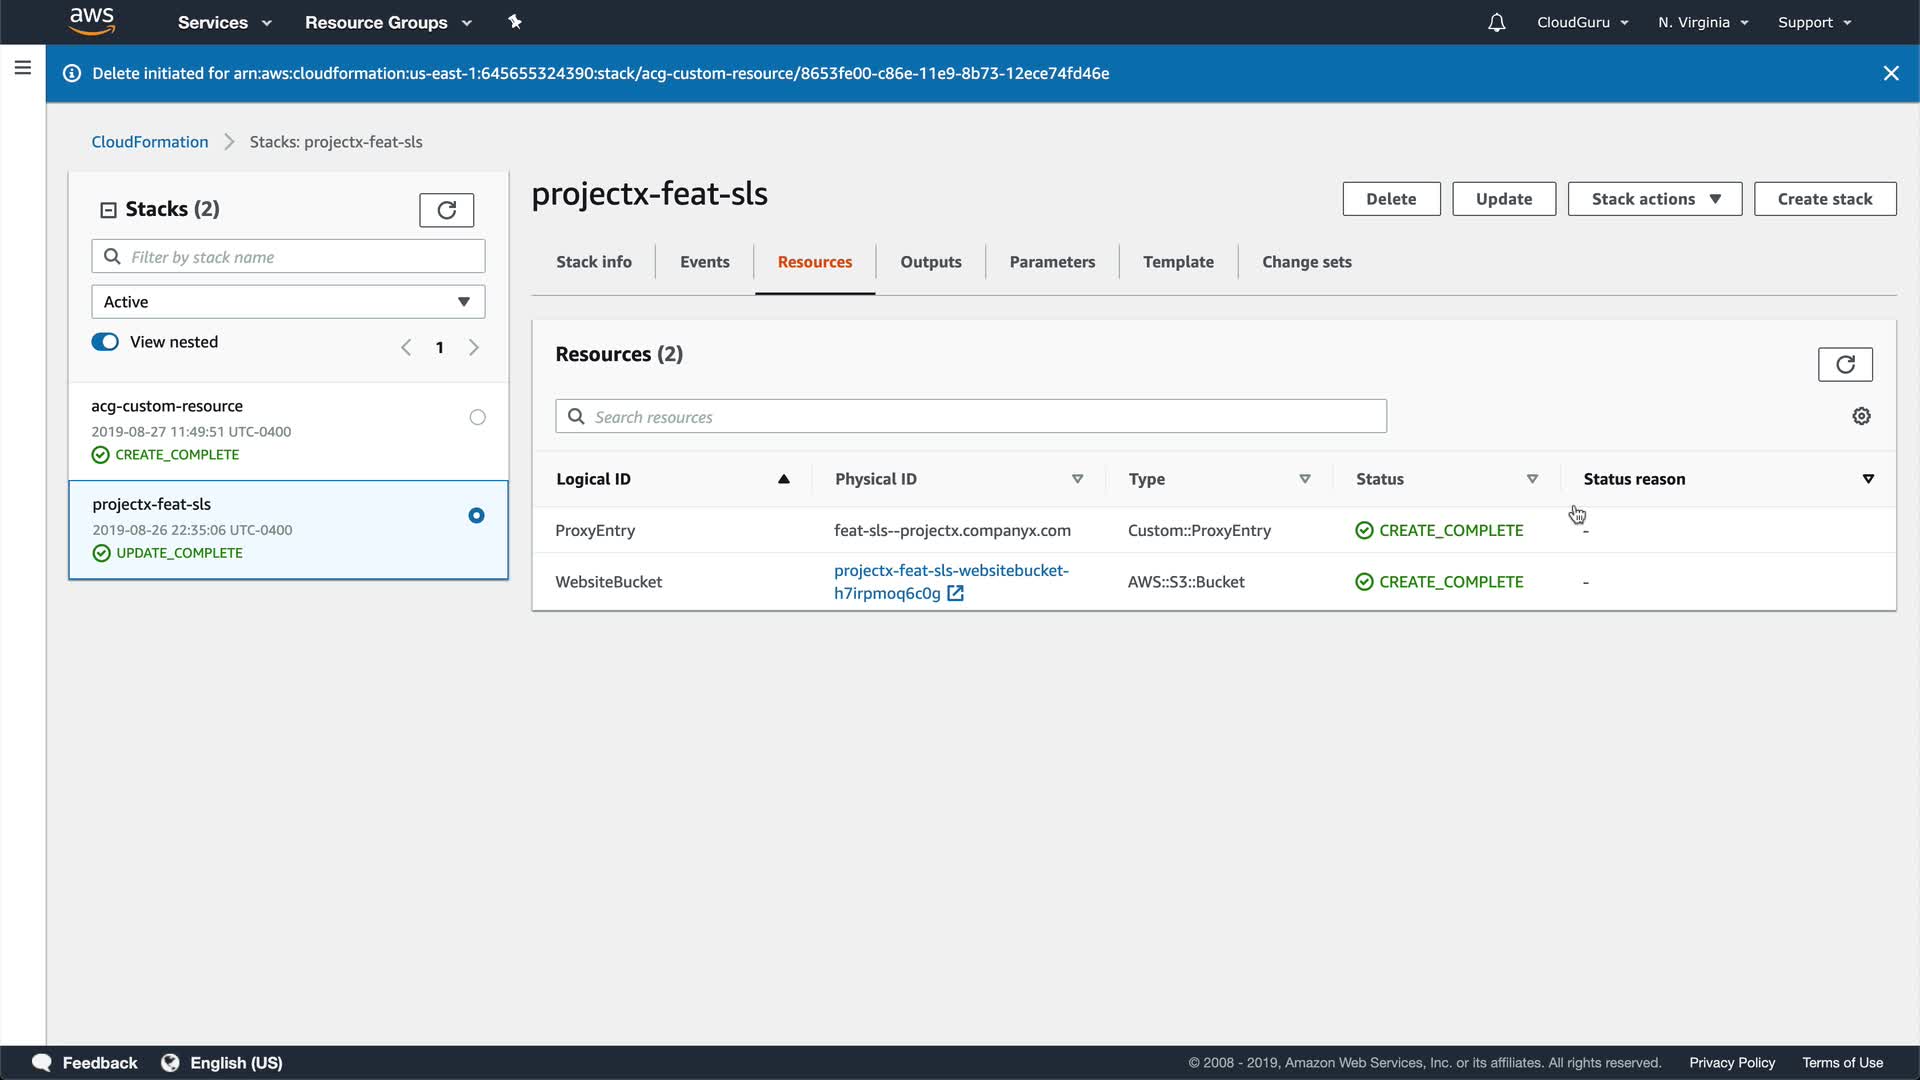 aws Services Resource Groups CloudGuru N. Virginia Support
Delete initiated for arn:aws:cloudformation:us-east-1:645655324390:stack/acg-custom-resource/8653fe00-c86e-11e9-8b73-12ece74fd46e
CloudFormation Stacks: projectx-feat-sls
Stacks (2)
Filter by stack name
Active
View nested 1
acg-custom-resource
2019-08-27 11:49:51 UTC-0400
CREATE_COMPLETE
projectx-feat-sls
2019-08-26 22:35:06 UTC-0400
UPDATE_COMPLETE
projectx-feat-sls
Delete Update Stack actions Create stack
Stack info Events Resources Outputs Parameters Template Change sets
Resources (2)
Search resources
Logical ID Physical ID Type Status Status reason
ProxyEntry feat-sls--projectx.companyx.com Custom::ProxyEntry CREATE_COMPLETE -
WebsiteBucket projectx-feat-sls-websitebucket- AWS::S3::Bucket CREATE_COMPLETE -
h7irpmoq6c0g
Feedback English (US) © 2008 - 2019, Amazon Web Services, Inc. or its affiliates. All rights reserved. Privacy Policy Terms of Use